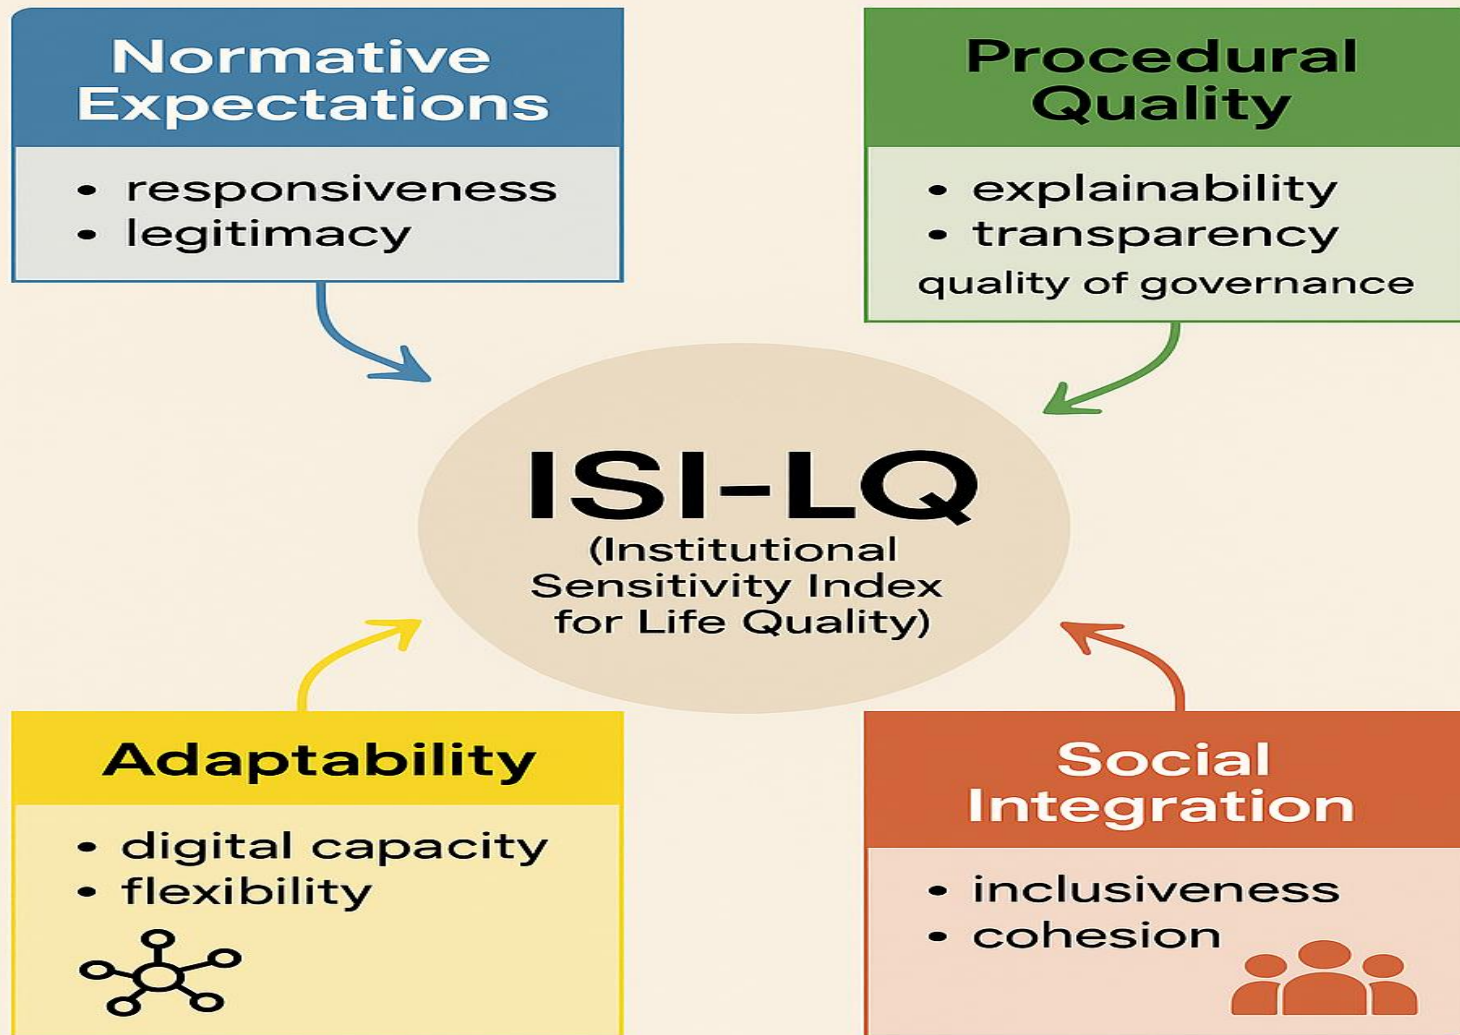 Normative
Expectations
• responsiveness
• legitimacy
Procedural
Quality
• explainability
• transparency
quality of governance
ISI-LQ
(Institutional
Sensitivity Index
for Life Quality)
Adaptability
• digital capacity
• flexibility
Social
Integration
• inclusiveness
• cohesion